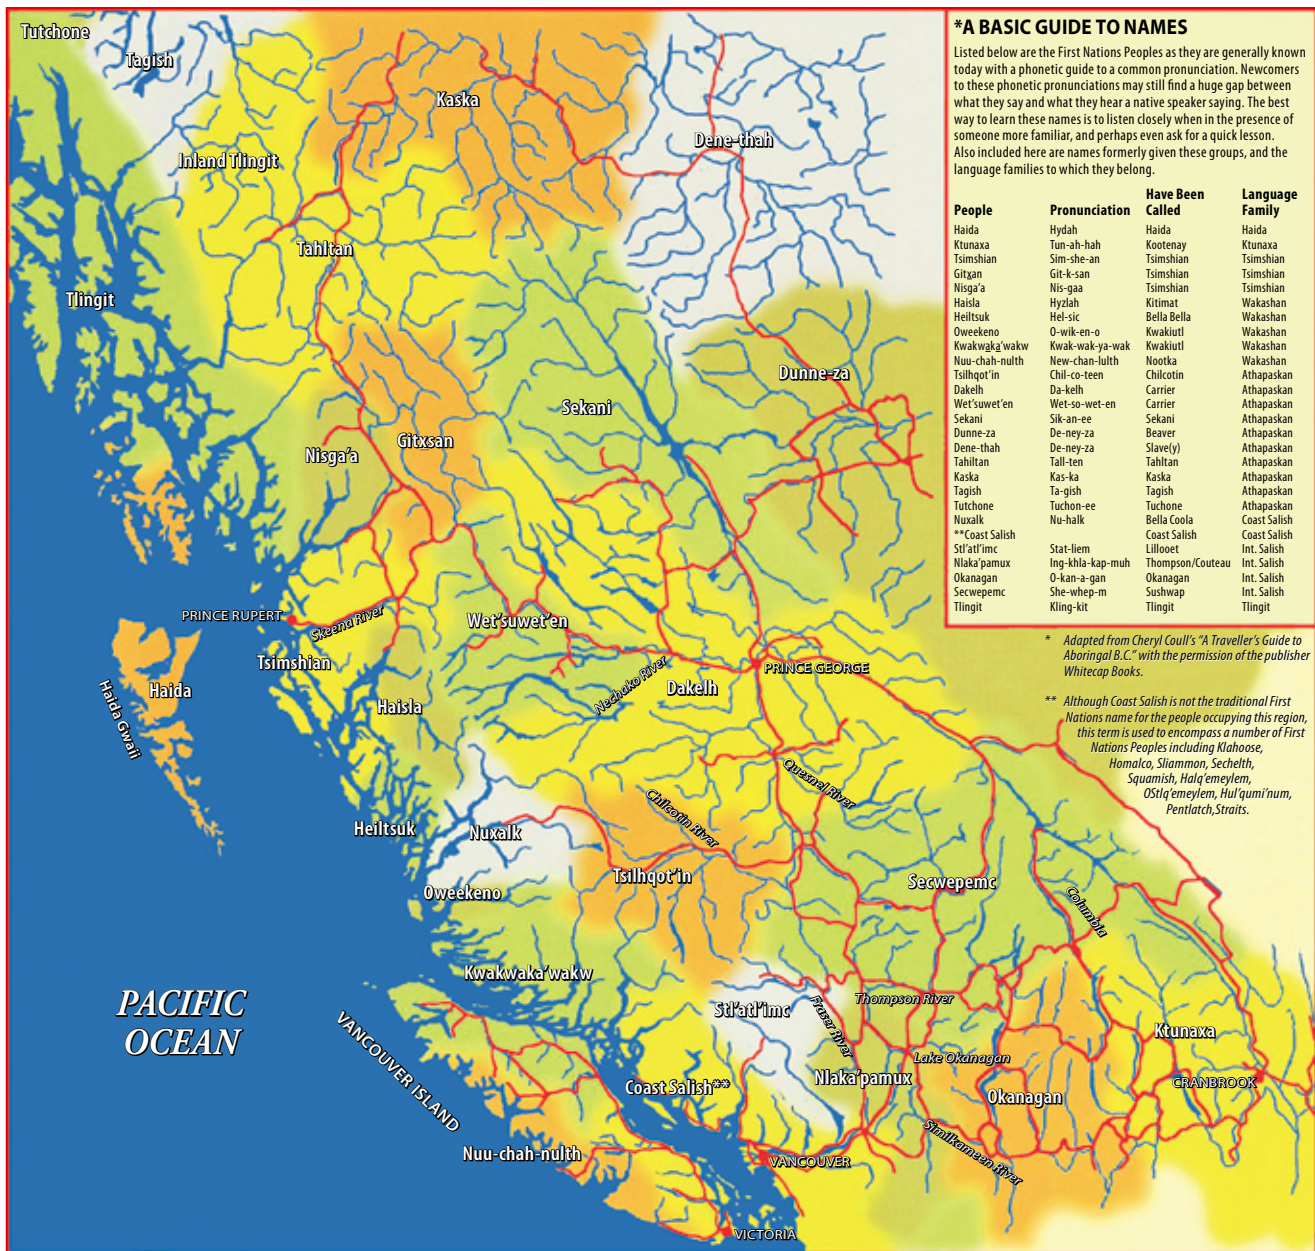 Tutchone
Tagish
Kaska
Dene-thah
Inland Tlingit
Tahltan
Tlingit
Dunne-za
Sekani
Gitxsan
Nisga'a
PRINCE RUPERT
Skeena River
Wet'suwet'en
Tsimshian
Nechako River
PRINCE GEORGE
Dakelh
Haida
Haida Gwaii
Haisla
Quesnel River
Chilcotin River
Heiltsuk
Nuxalk
Tsilhqot'in
Secwepemc
Oweekeno
Columbia
Kwakwaka'wakw
PACIFIC
OCEAN
Stl'atl'imc
Thompson River
Fraser River
VANCOUVER ISLAND
Ktunaxa
Lake Okanagan
Nlaka'pamux
Coast Salish**
CRANBROOK
Okanagan
Similkameen River
Nuu-chah-nulth
VANCOUVER
VICTORIA
*A BASIC GUIDE TO NAMES
Listed below are the First Nations Peoples as they are generally known
today with a phonetic guide to a common pronunciation. Newcomers
to these phonetic pronunciations may still find a huge gap between
what they say and what they hear a native speaker saying. The best
way to learn these names is to listen closely when in the presence of
someone more familiar, and perhaps even ask for a quick lesson.
Also included here are names formerly given these groups, and the
language families to which they belong.
People Pronunciation Have Been Called Language Family
Haida Hydah Haida Haida
Ktunaxa Tun-ah-hah Kootenay Ktunaxa
Tsimshian Sim-she-an Tsimshian Tsimshian
Gitxan Git-k-san Tsimshian Tsimshian
Nisga'a Nis-gaa Tsimshian Tsimshian
Haisla Hyzlah Kitimat Wakashan
Heiltsuk Hel-sic Bella Bella Wakashan
Oweekeno O-wik-en-o Kwakiutl Wakashan
Kwakwaka'wakw Kwak-wak-ya-wak Kwakiutl Wakashan
Nuu-chah-nulth New-chan-lulth Nootka Wakashan
Tsilhqot'in Chil-co-teen Chilcotin Athapaskan
Dakelh Da-kelh Carrier Athapaskan
Wet'suwet'en Wet-so-wet-en Carrier Athapaskan
Sekani Sik-an-ee Sekani Athapaskan
Dunne-za De-ney-za Beaver Athapaskan
Dene-thah De-ney-za Slave(y) Athapaskan
Tahiltan Tall-ten Tahltan Athapaskan
Kaska Kas-ka Kaska Athapaskan
Tagish Ta-gish Tagish Athapaskan
Tutchone Tuchon-ee Tuchone Athapaskan
Nuxalk Nu-halk Bella Coola Coast Salish
**Coast Salish Coast Salish Coast Salish
Stl'atl'imc Stat-liem Lillooet Int. Salish
Nlaka'pamux Ing-khla-kap-muh Thompson/Couteau Int. Salish
Okanagan O-kan-a-gan Okanagan Int. Salish
Secwepemc She-whep-m Sushwap Int. Salish
Tlingit Kling-kit Tlingit Tlingit
* Adapted from Cheryl Coull's "A Traveller's Guide to
Aboringal B.C." with the permission of the publisher
Whitecap Books.
** Although Coast Salish is not the traditional First
Nations name for the people occupying this region,
this term is used to encompass a number of First
Nations Peoples including Klahoose,
Homalco, Sliammon, Sechelth,
Squamish, Halq'emeylem,
OStlq'emeylem, Hul'qumi'num,
Pentlatch,Straits.